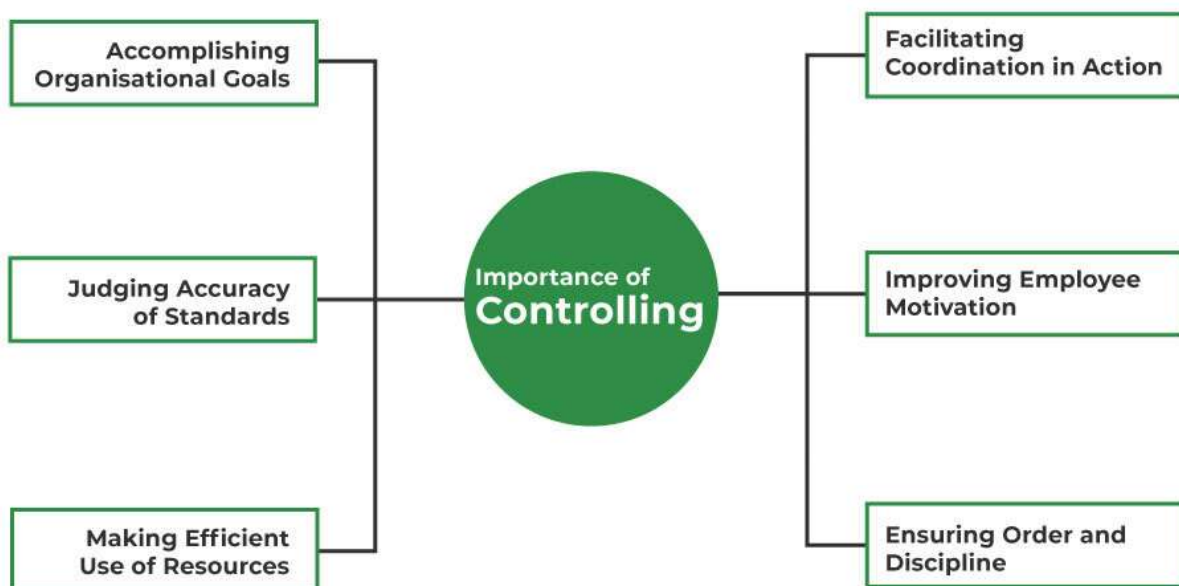 Accomplishing
Organisational Goals
Judging Accuracy
of Standards
Making Efficient
Use of Resources
Importance of
Controlling
Facilitating
Coordination in Action
Improving Employee
Motivation
Ensuring Order and
Discipline